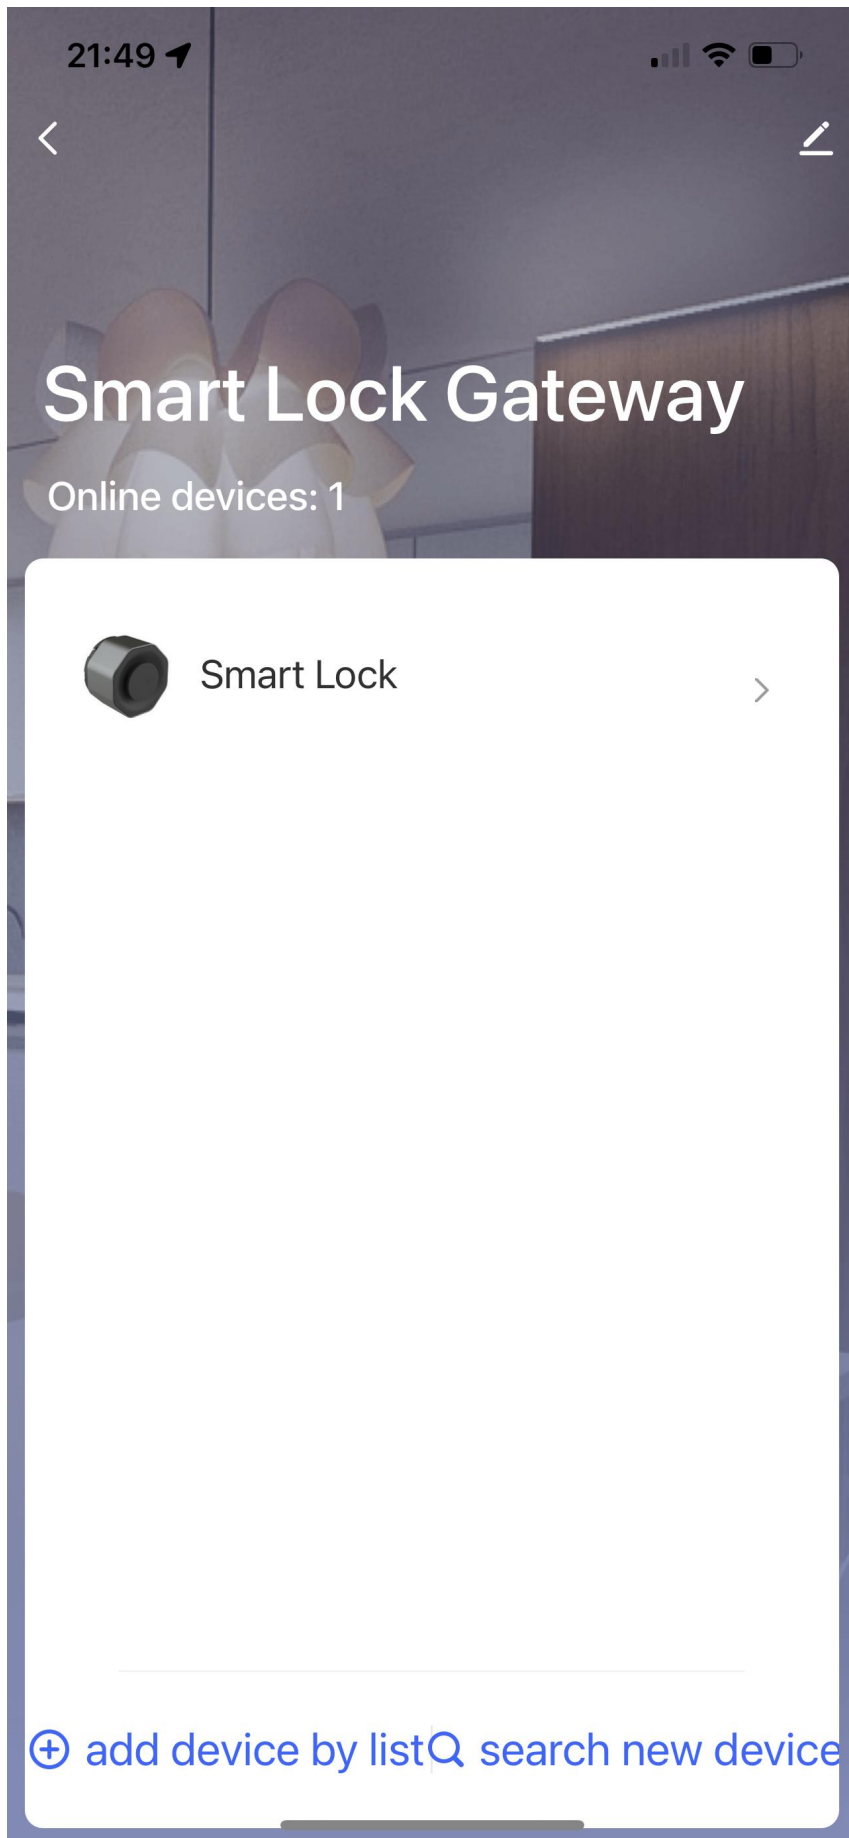 21:49
Smart Lock Gateway
Online devices: 1
Smart Lock
add device by list
search new device